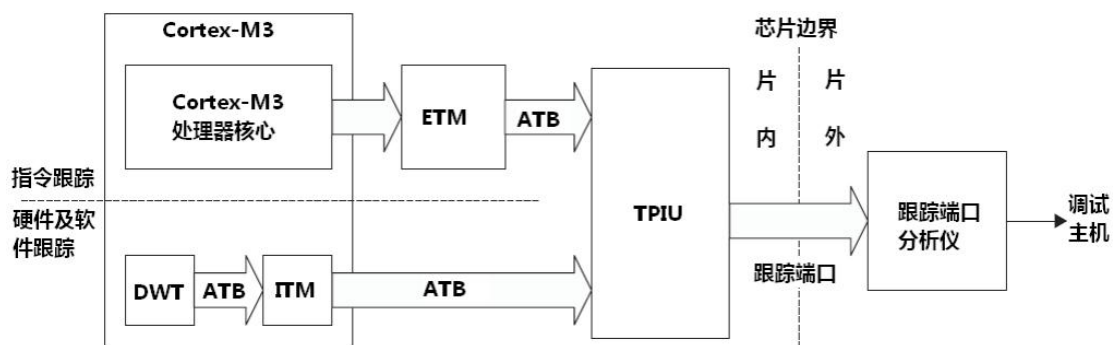 Cortex-M3
芯片边界
Cortex-M3
处理器核心
ETM
ATB
片内
片外
指令跟踪
硬件及软
件跟踪
TPIU
跟踪端口
分析仪
调试
主机
DWT
ATB
ITM
ATB
跟踪端口